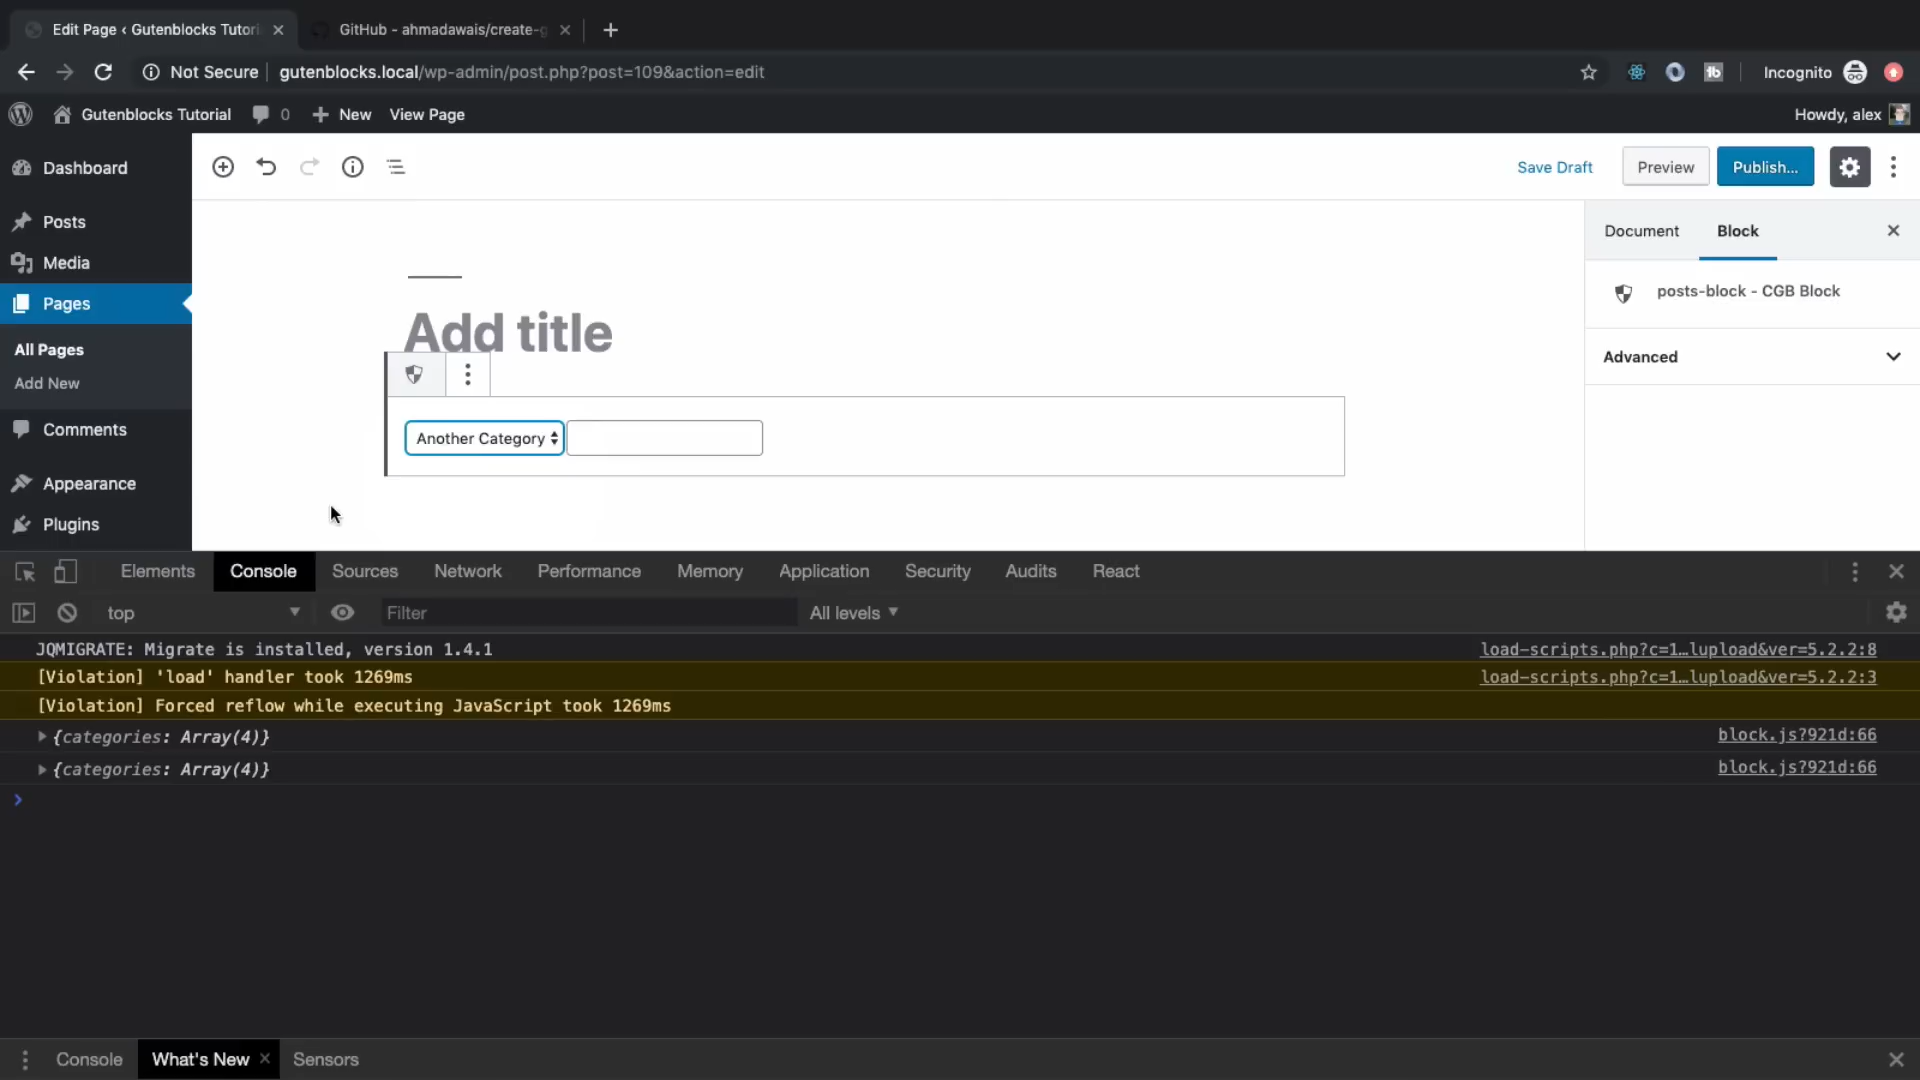 Edit Page ‹ Gutenblocks Tutori
GitHub - ahmadawais/create-g
Not Secure
gutenblocks.local/wp-admin/post.php?post=109&action=edit
Incognito
Gutenblocks Tutorial
0
New
View Page
Howdy, alex
Dashboard
Posts
Media
Pages
All Pages
Add New
Comments
Appearance
Plugins
Save Draft
Preview
Publish...
Document
Block
posts-block - CGB Block
Advanced
Add title
Another Category
Elements
Console
Sources
Network
Performance
Memory
Application
Security
Audits
React
top
Filter
All levels
JQMIGRATE: Migrate is installed, version 1.4.1
load-scripts.php?c=1…lupload&ver=5.2.2:8
[Violation] 'load' handler took 1269ms
load-scripts.php?c=1…lupload&ver=5.2.2:3
[Violation] Forced reflow while executing JavaScript took 1269ms
{categories: Array(4)}
block.js?921d:66
{categories: Array(4)}
block.js?921d:66
Console
What's New
Sensors